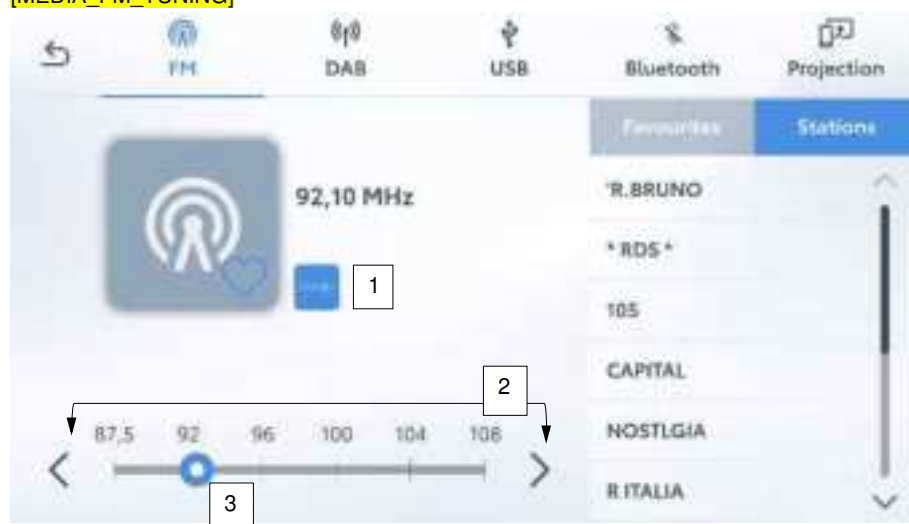 [MEDIA_FM_TUNING]
FM DAB USB Bluetooth Projection
Favourites Stations
92,10 MHz
1
'R.BRUNO
* RDS *
105
CAPITAL
2
87,5 92 96 100 104 108
NOSTLGIA
3
R ITALIA